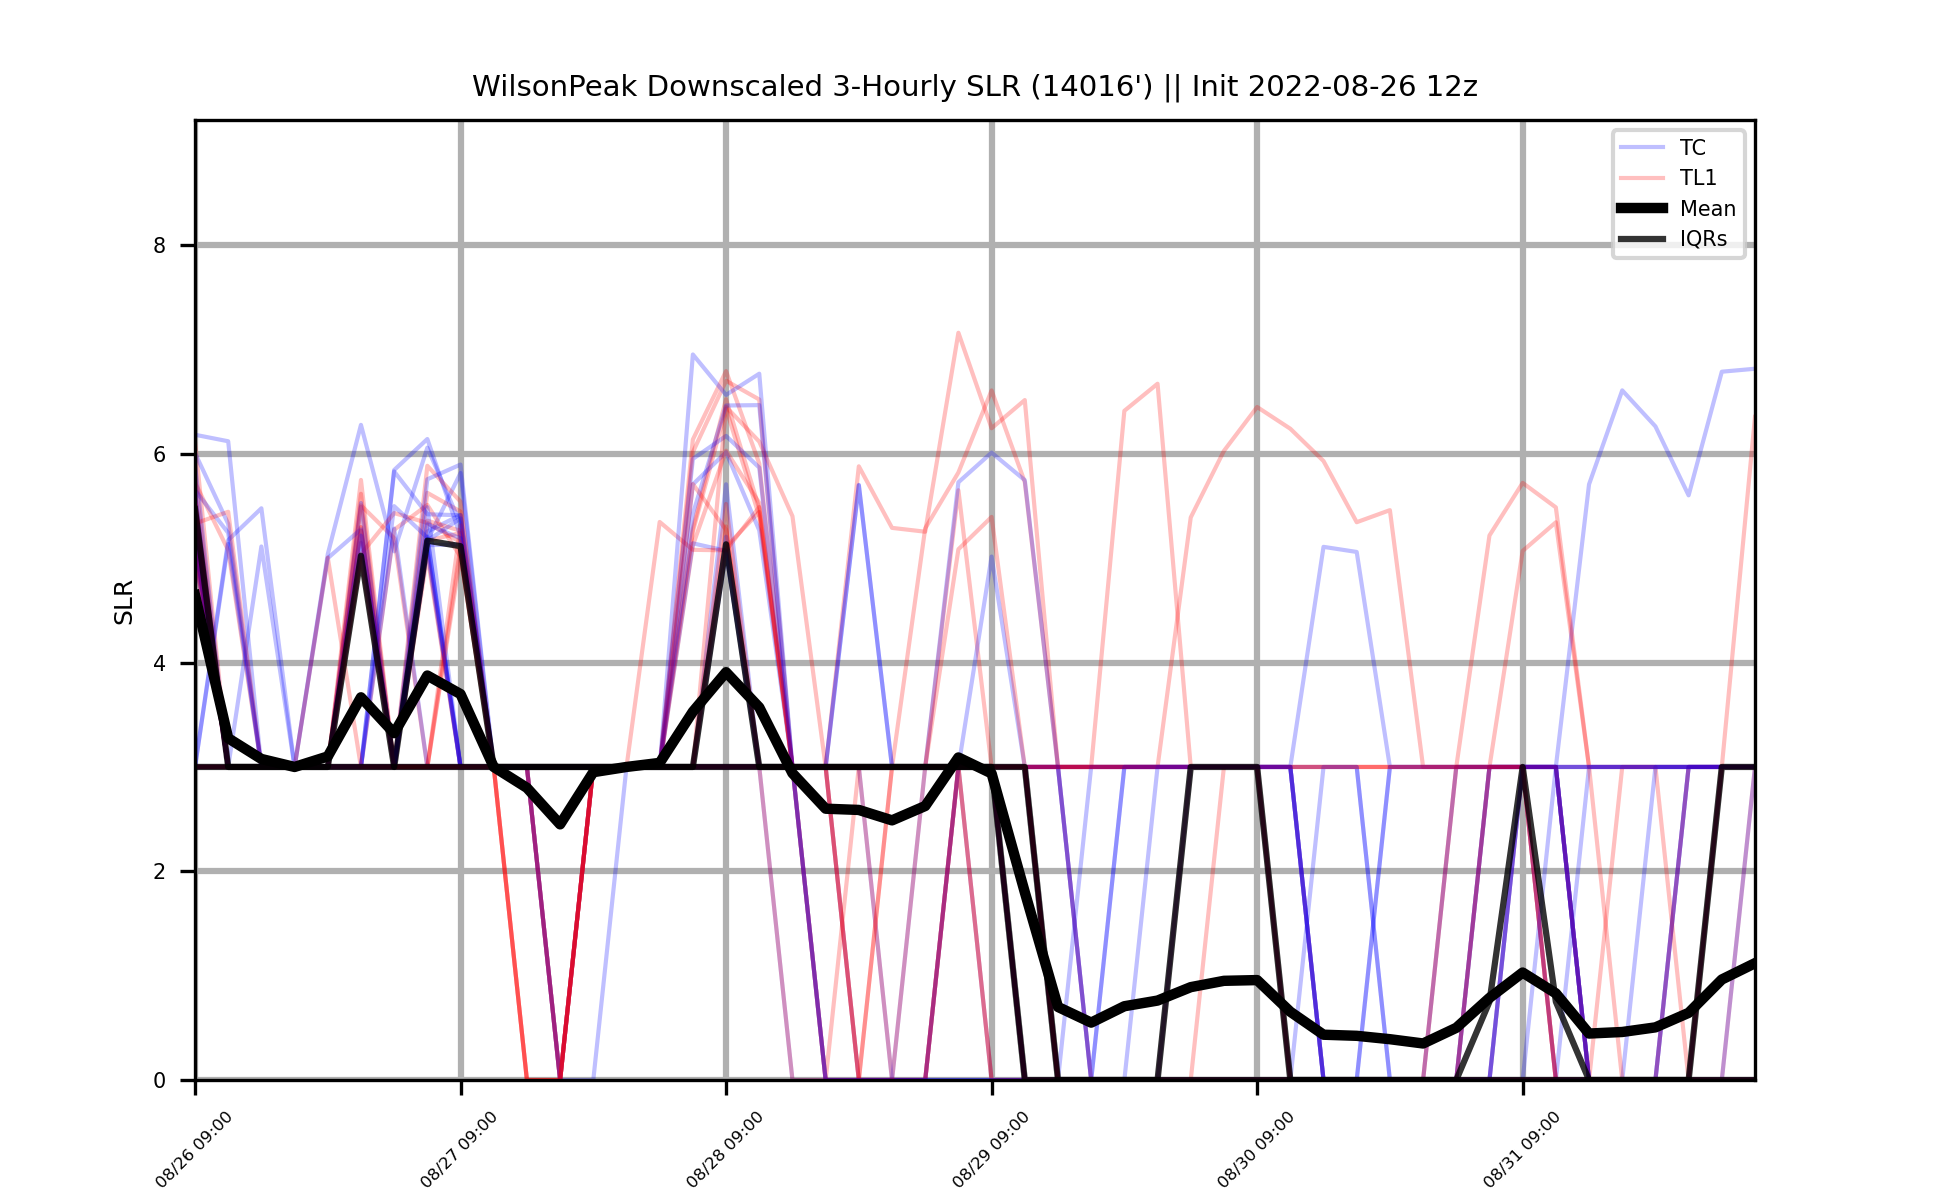 WilsonPeak Downscaled 3-Hourly SLR (14016') || Init 2022-08-26 12z
TC
TL1
Mean
IQRs
SLR
8
6
4
2
0
08/26 09:00
08/27 09:00
08/28 09:00
08/29 09:00
08/30 09:00
08/31 09:00